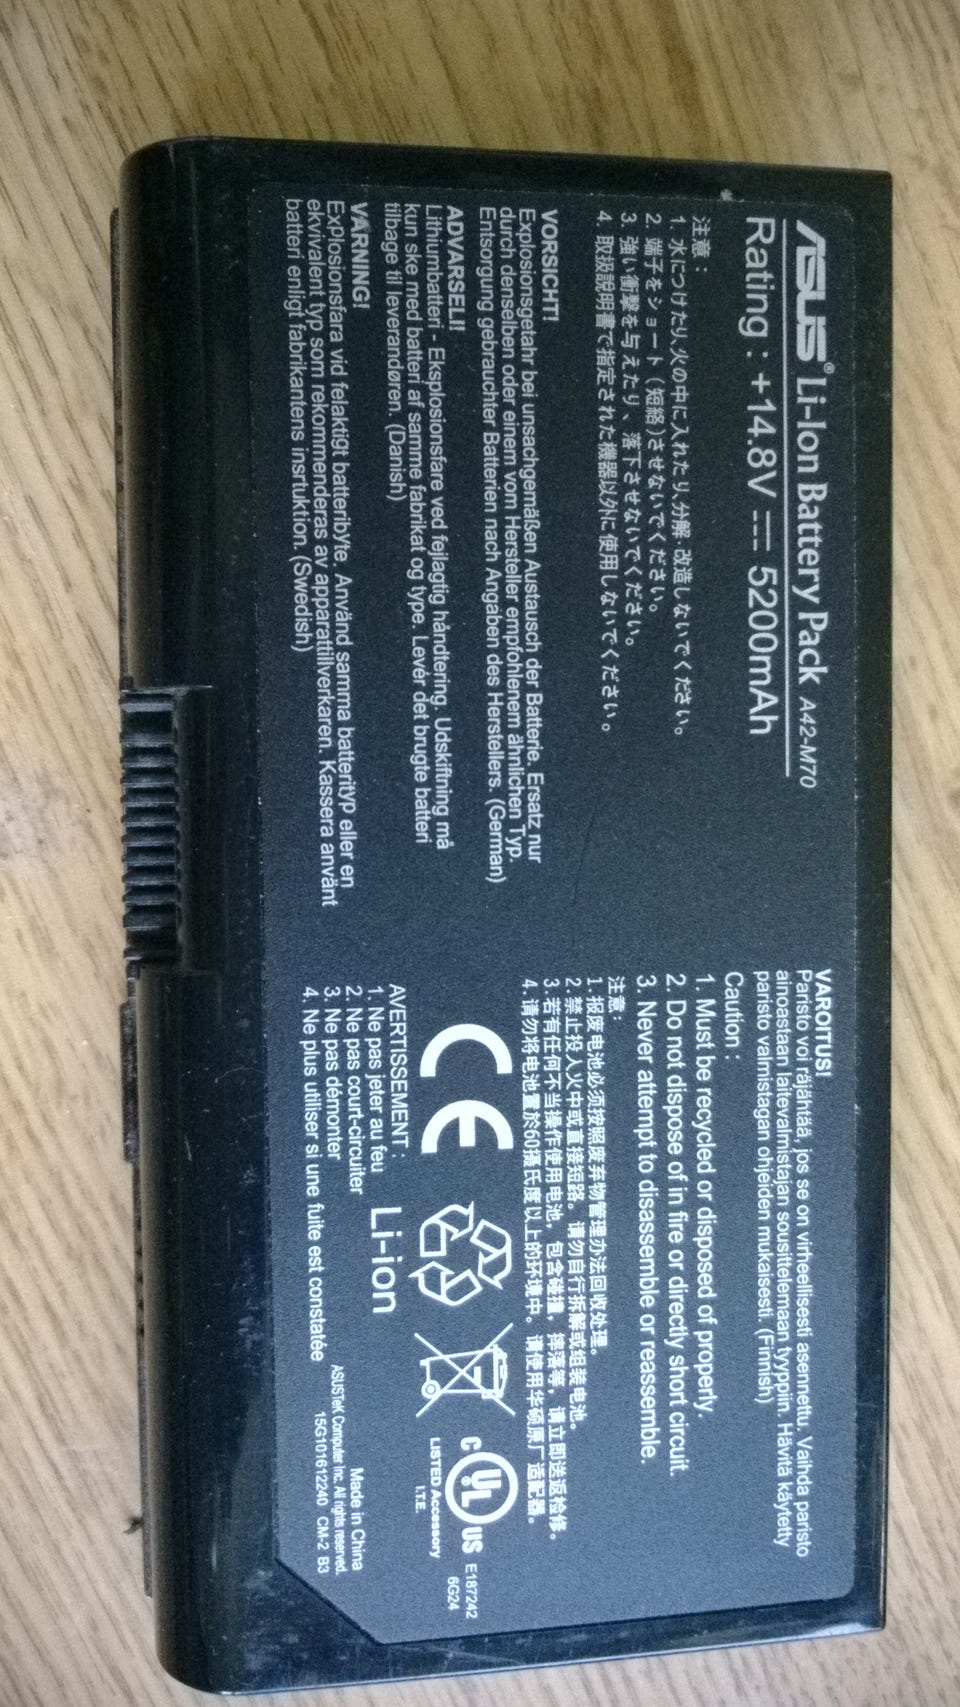 ASUS® Li-Ion Battery Pack A42-M70
Rating : +14.8V 5200mAh
注意：
1. 水につけたり､火の中に入れたり､分解･改造しないでください。
2. 端子をショート（短絡)させないでください。
3. 強い衝撃を与えたり、落下させないでください。
4. 取扱説明書で指定された機器以外に使用しないでください。
VORSICHT!
Explosionsgetahr bei unsachgemäßen Austausch der Batterie. Ersatz nur
durch denselben oder einem vom Hersteller empfohlenem ähnlichen Typ.
Entsorgung gebrauchter Batterien nach Angaben des Herstellers. (German)
ADVARSELI!
Lithiumbatteri - Eksplosionsfare ved fejlagtig håndtering. Udskiftning må
kun ske med batteri af samme fabrikat og type. Levér det brugte batteri
tilbage til leverandøren. (Danish)
VARNING!
Explosionsfara vid felaktigt batteribyte. Använd samma batterityp eller en
ekvivalent typ som rekommenderas av apparattillverkaren. Kassera använt
batteri enligt fabrikantens insrtuktion. (Swedish)
VAROITUS!
Paristo voi räjähtää, jos se on virheellisesti asennettu. Vaihda paristo
ainoastaan laitevalmistajan sousittelemaan tyyppiin. Hävitä käytetty
paristo valmistagan ohjeiden mukaisesti. (Finnish)
Caution :
1. Must be recycled or disposed of properly.
2. Do not dispose of in fire or directly short circuit.
3. Never attempt to disassemble or reassemble.
注意：
1. 报废电池必须按照废弃物管理办法回收处理。
2. 禁止投入火中或直接短路。请勿自行拆解或组装电池。
3. 若有任何不当操作使用电池，包含碰撞，摔落等，请立即送返检修。
4. 请勿将电池置於60摄氏度以上的环境中。请使用华硕原厂适配器。
CE
C UL US
LISTED Accessory
I.T.E.
E187242
6G24
AVERTISSEMENT :
1. Ne pas jeter au feu
2. Ne pas court-circuiter
3. Ne pas démonter
4. Ne plus utiliser si une fuite est constatée
Li-ion
Made in China
ASUSTeK Computer Inc. All rights reserved.
15G101612240 CM-2 B3